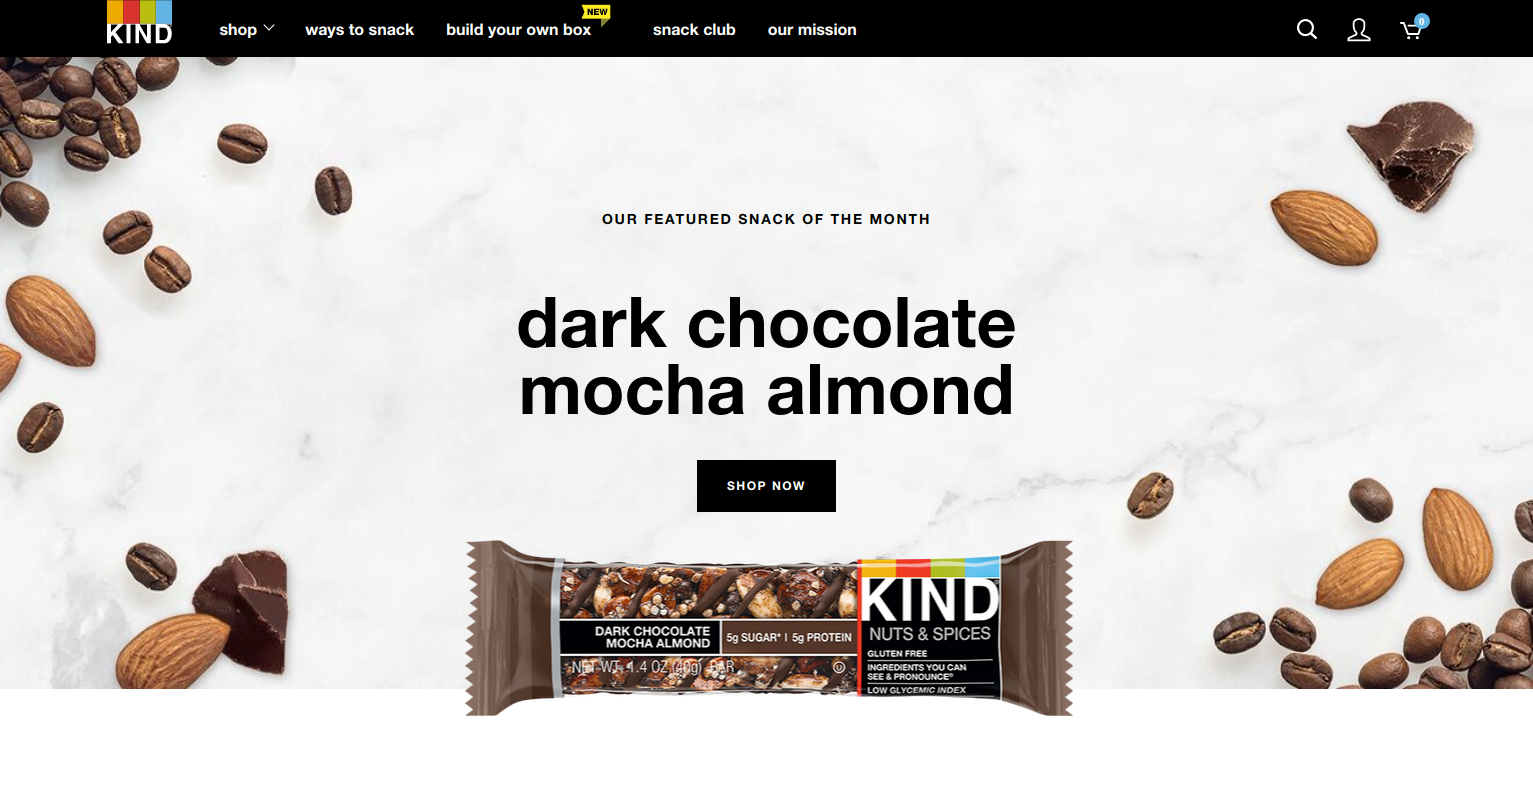 KIND
shop
ways to snack
build your own box
NEW
snack club
our mission
0
OUR FEATURED SNACK OF THE MONTH
dark chocolate
mocha almond
SHOP NOW
DARK CHOCOLATE
MOCHA ALMOND
5g SUGAR* | 5g PROTEIN
NET WT. 1.4 OZ (40g) BAR
U
KIND
NUTS & SPICES
GLUTEN FREE
INGREDIENTS YOU CAN
SEE & PRONOUNCE®
LOW GLYCEMIC INDEX